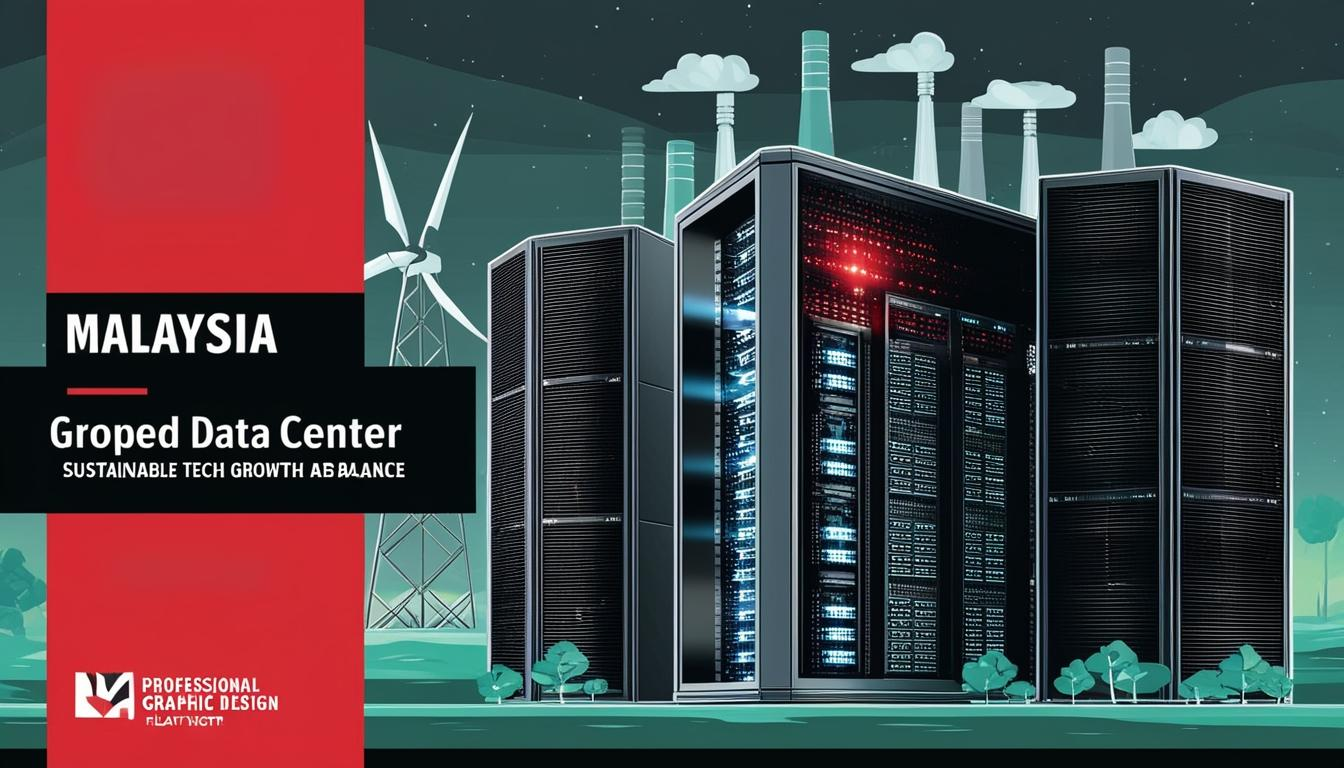 MALAYSIA
Groped Data Center
SUSTAINABLE TECH GROWTH
PROFESSIONAL
GRAPHIC DESIGN